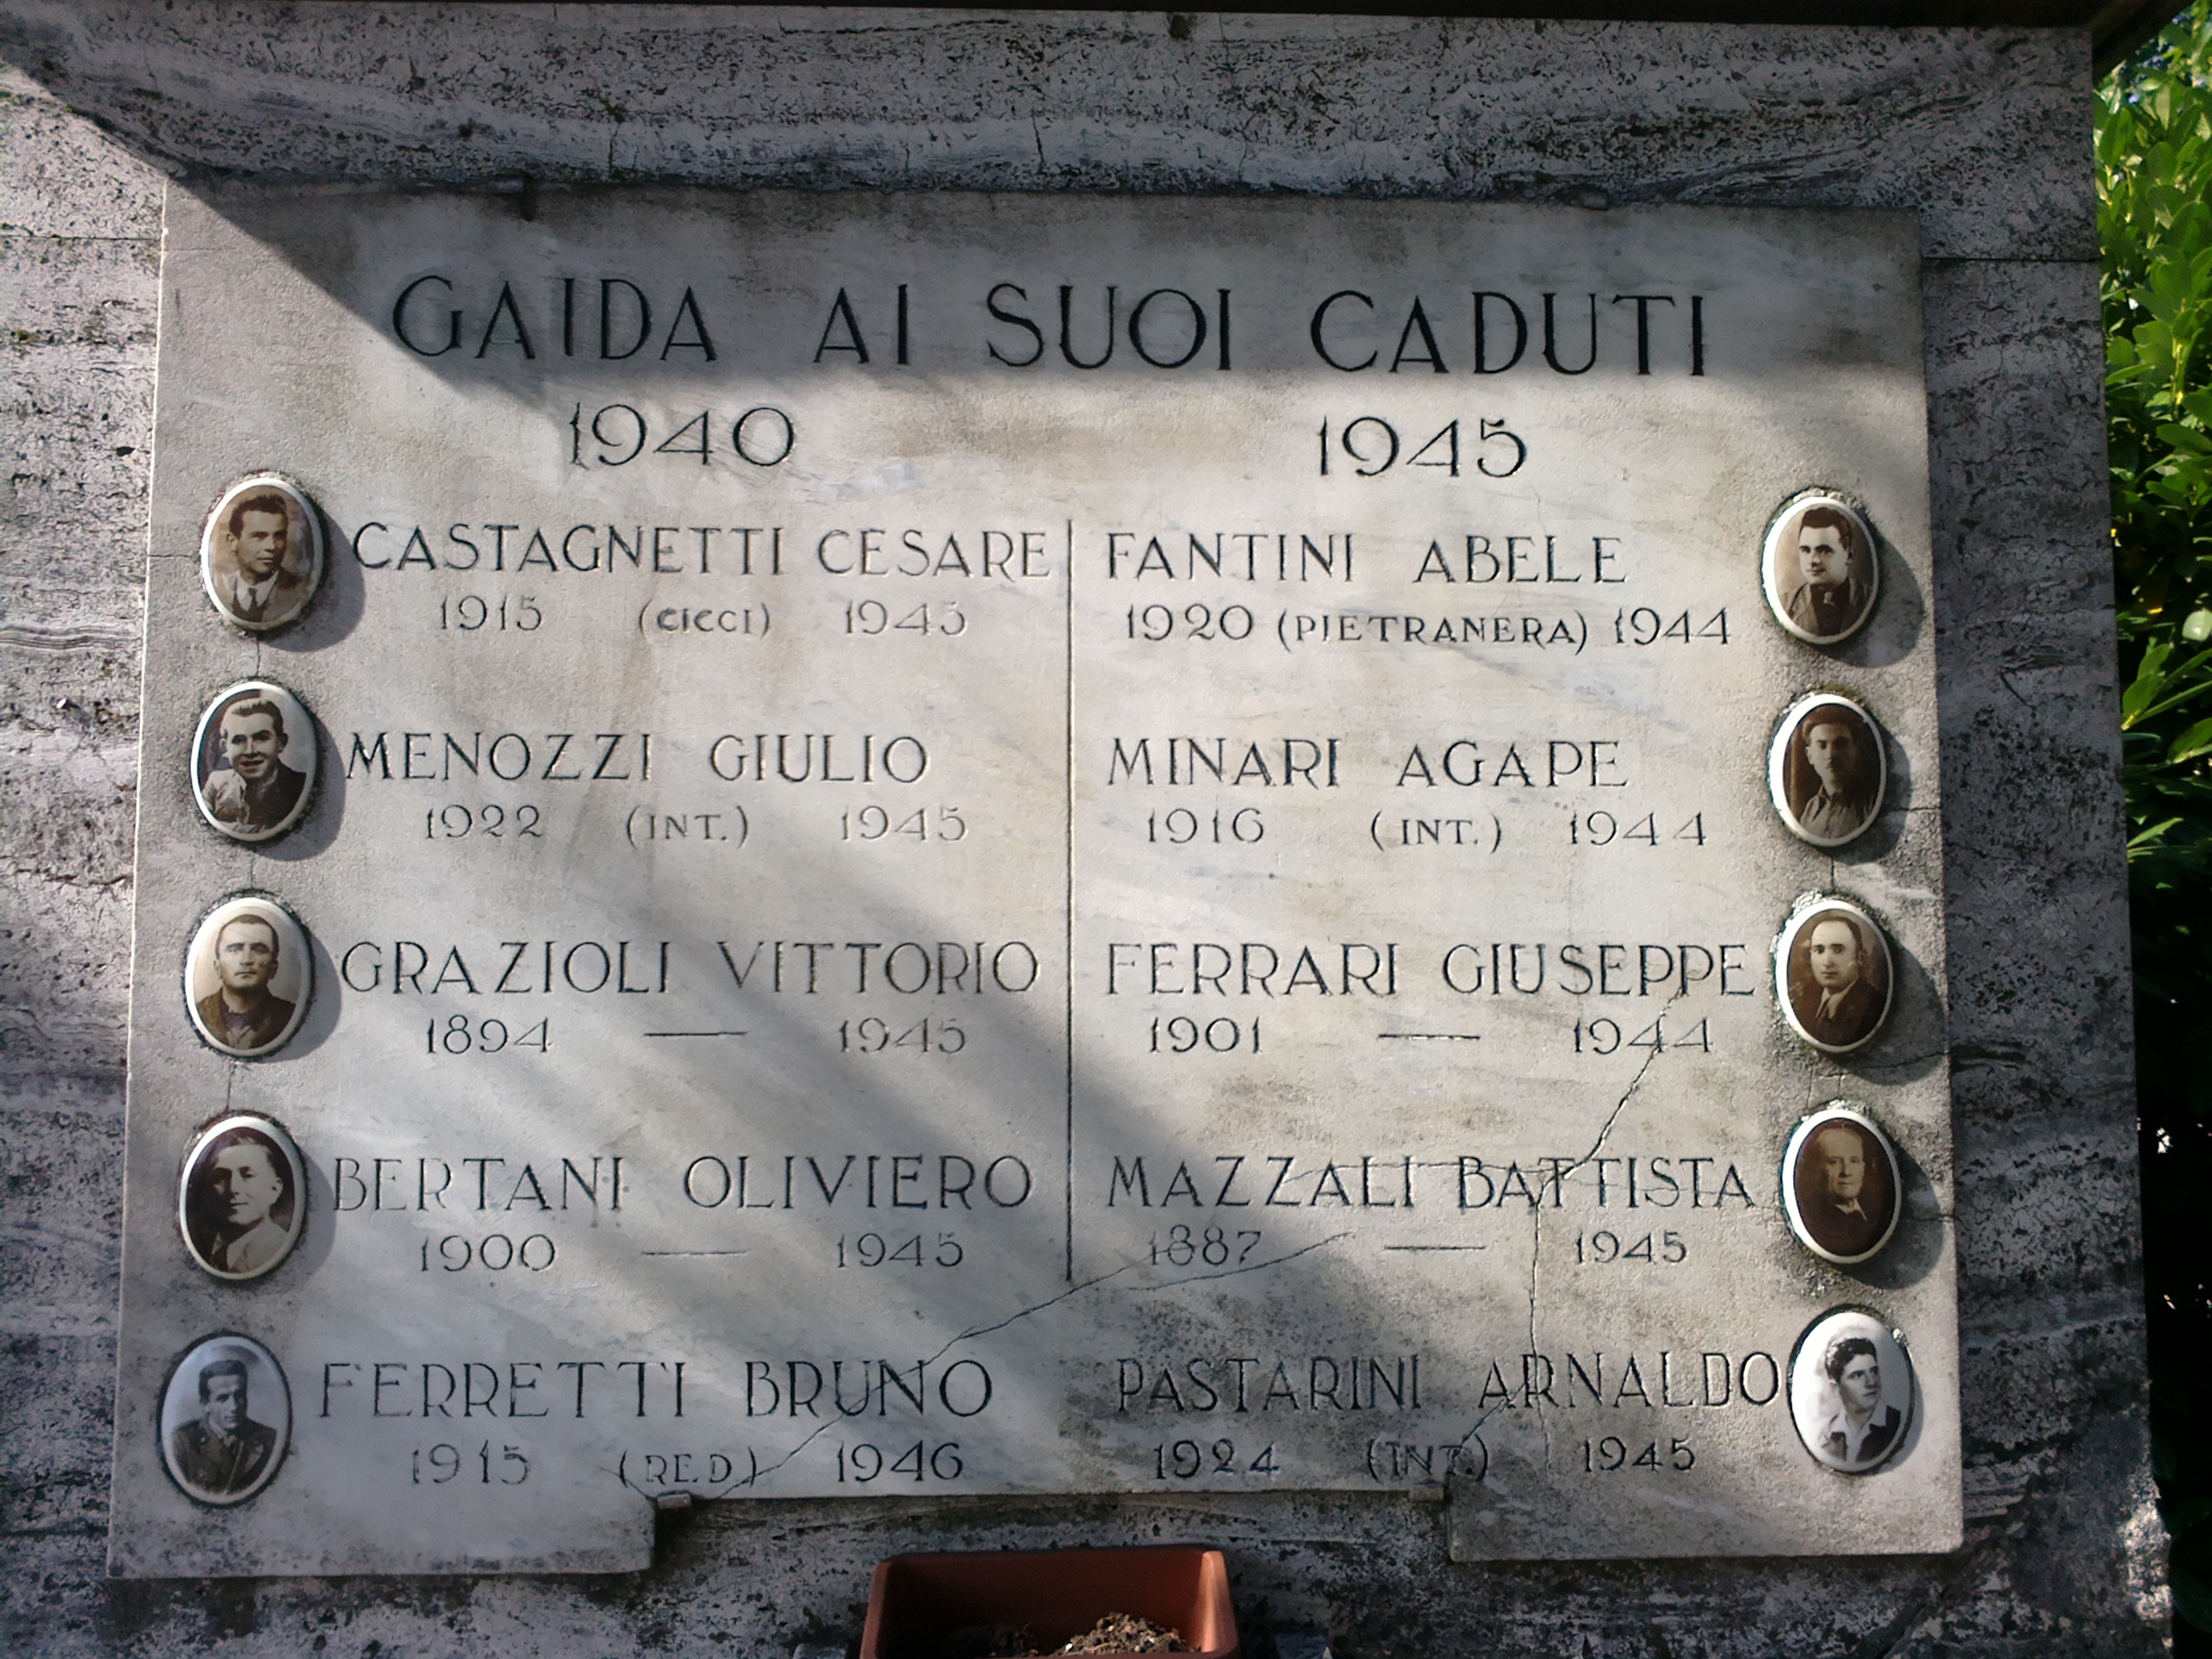 GAIDA AI SUOI CADUTI
1940 1945
CASTAGNETTI CESARE
1915 (CICCI) 1945
MENOZZI GIULIO
1922 (INT.) 1945
GRAZIOLI VITTORIO
1894 — 1945
BERTANI OLIVIERO
1900 — 1945
FERRETTI BRUNO
1915 (RED) 1946
FANTINI ABELE
1920 (PIETRANERA) 1944
MINARI AGAPE
1916 (INT.) 1944
FERRARI GIUSEPPE
1901 — 1944
MAZZALI BATTISTA
1887 — 1945
PASTARINI ARNALDO
1924 (INT.) 1945